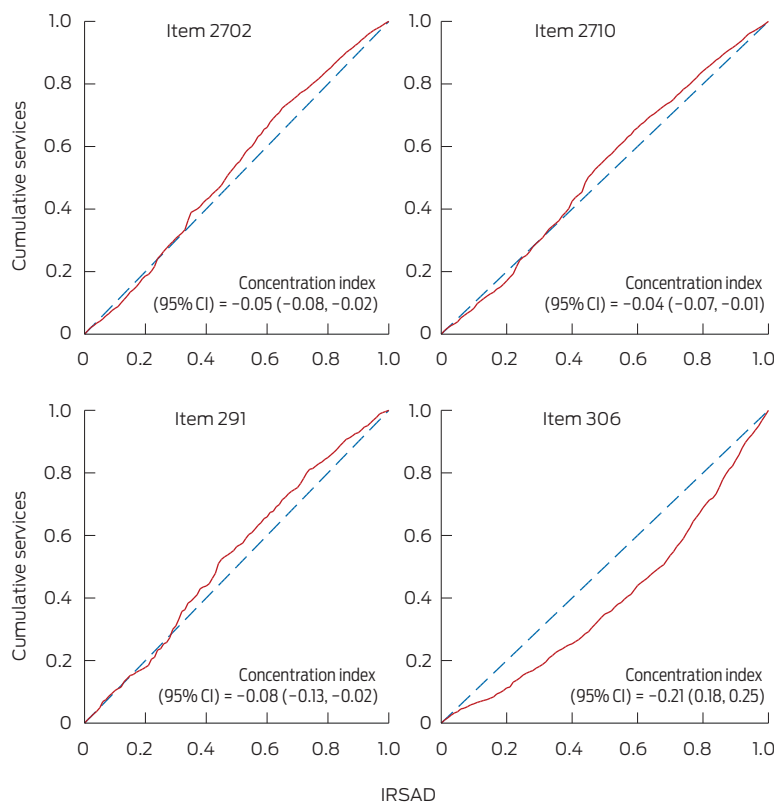 Item 2702
Cumulative services
1.0
0.8
0.6
0.4
0.2
0
Concentration index
(95% CI) = −0.05 (−0.08, −0.02)
0 0.2 0.4 0.6 0.8 1.0
Item 2710
1.0
0.8
0.6
0.4
0.2
0
Concentration index
(95% CI) = −0.04 (−0.07, −0.01)
0 0.2 0.4 0.6 0.8 1.0
Item 291
Cumulative services
1.0
0.8
0.6
0.4
0.2
0
Concentration index
(95% CI) = −0.08 (−0.13, −0.02)
0 0.2 0.4 0.6 0.8 1.0
Item 306
1.0
0.8
0.6
0.4
0.2
0
Concentration index
(95% CI) = −0.21 (0.18, 0.25)
0 0.2 0.4 0.6 0.8 1.0
IRSAD